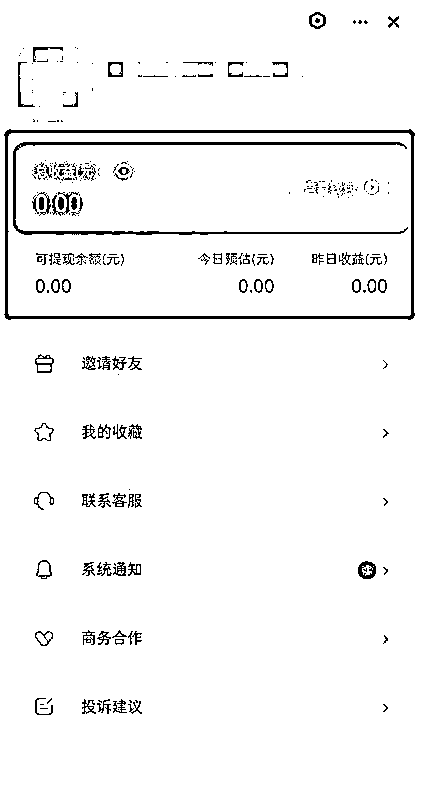 总收益(元)
0.00
可提现余额(元) 今日预估(元) 昨日收益(元)
0.00 0.00 0.00
邀请好友
我的收藏
联系客服
系统通知
商务合作
投诉建议